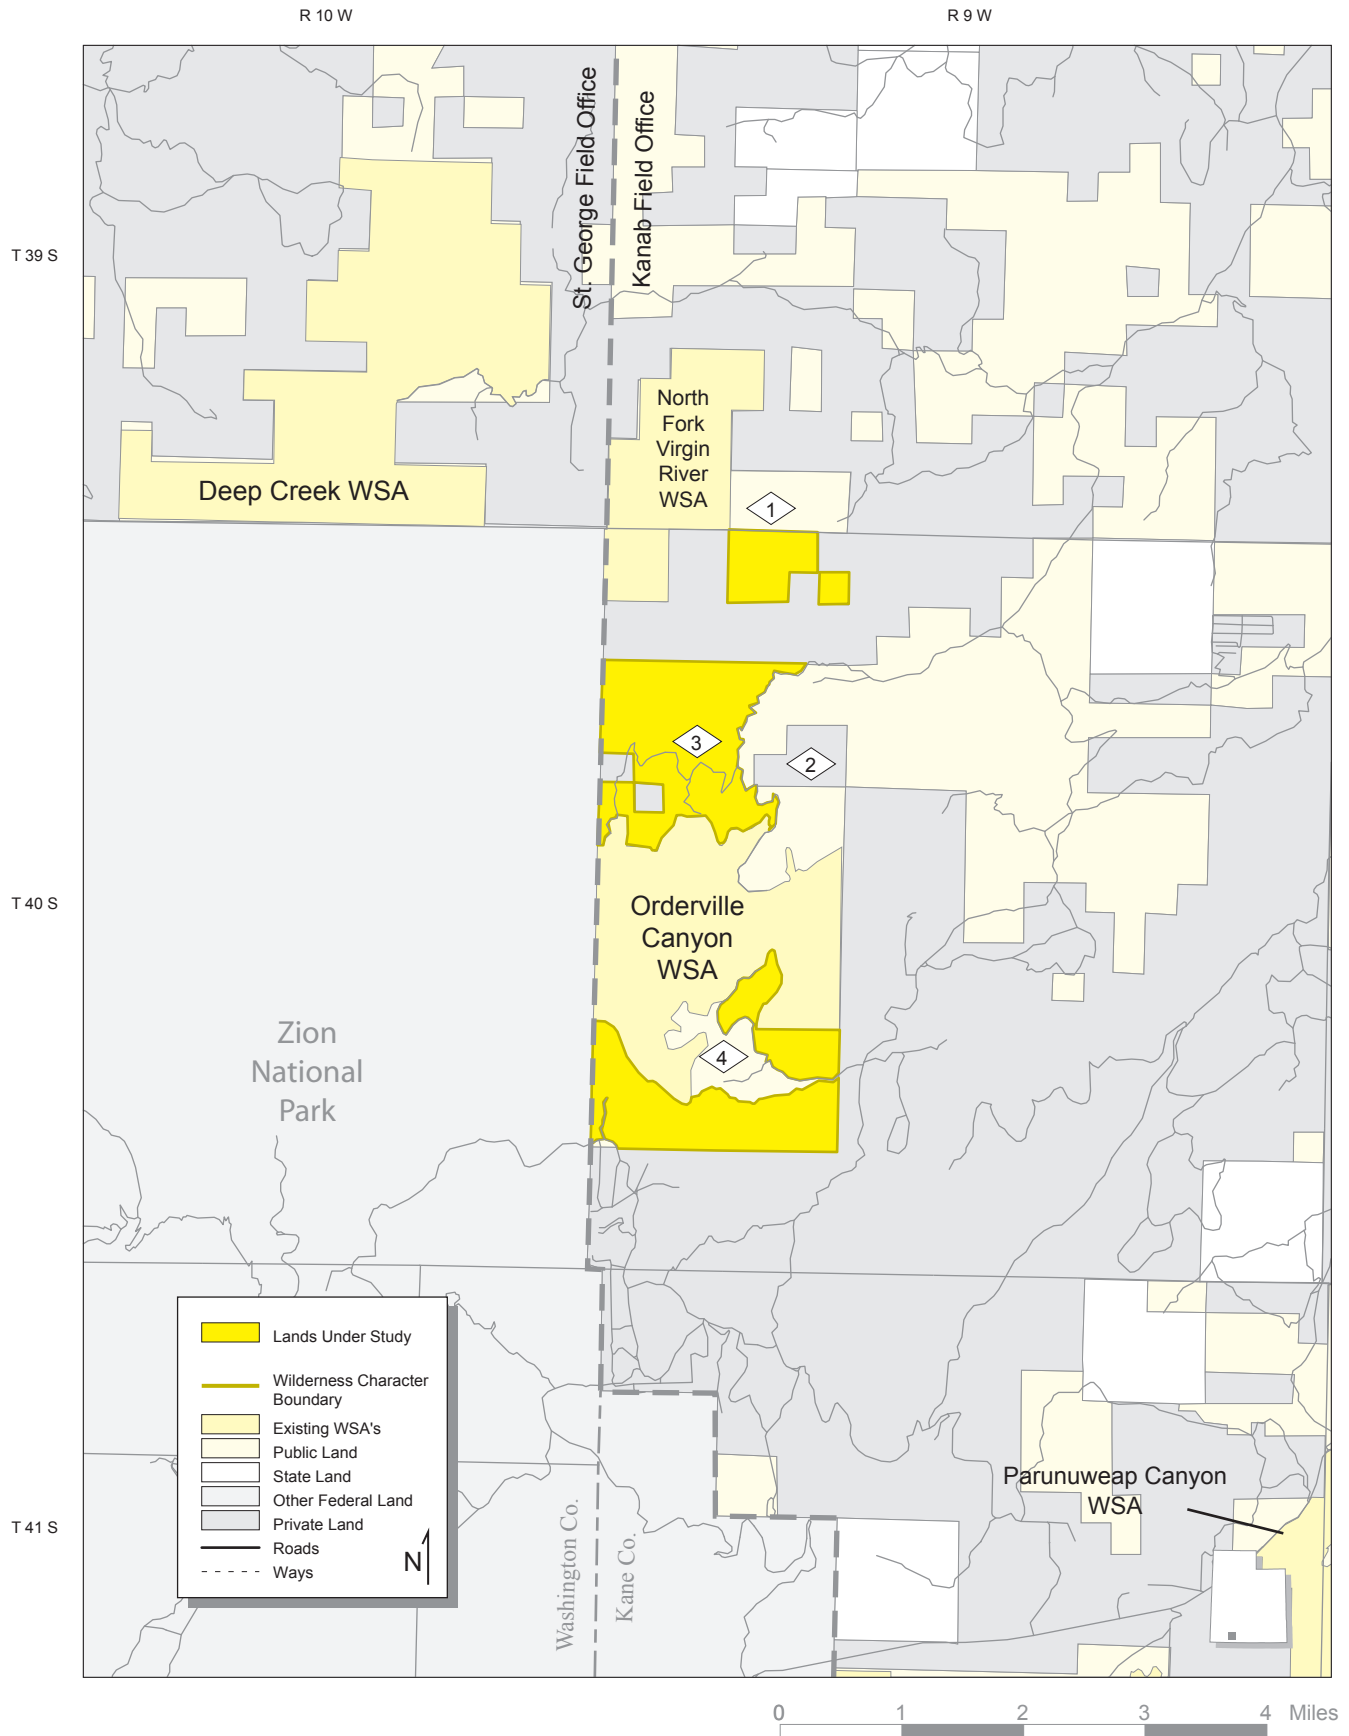 R 10 W
R 9 W
St. George Field Office
Kanab Field Office
T 39 S
North
Fork
Virgin
River
WSA
Deep Creek WSA
1
3
2
T 40 S
Orderville
Canyon
WSA
Zion
National
Park
4
Lands Under Study
Wilderness Character
Boundary
Existing WSA's
Public Land
State Land
Other Federal Land
Private Land
Roads
Ways
N
Parunuweap Canyon
WSA
T 41 S
Washington Co.
Kane Co.
0 1 2 3 4 Miles